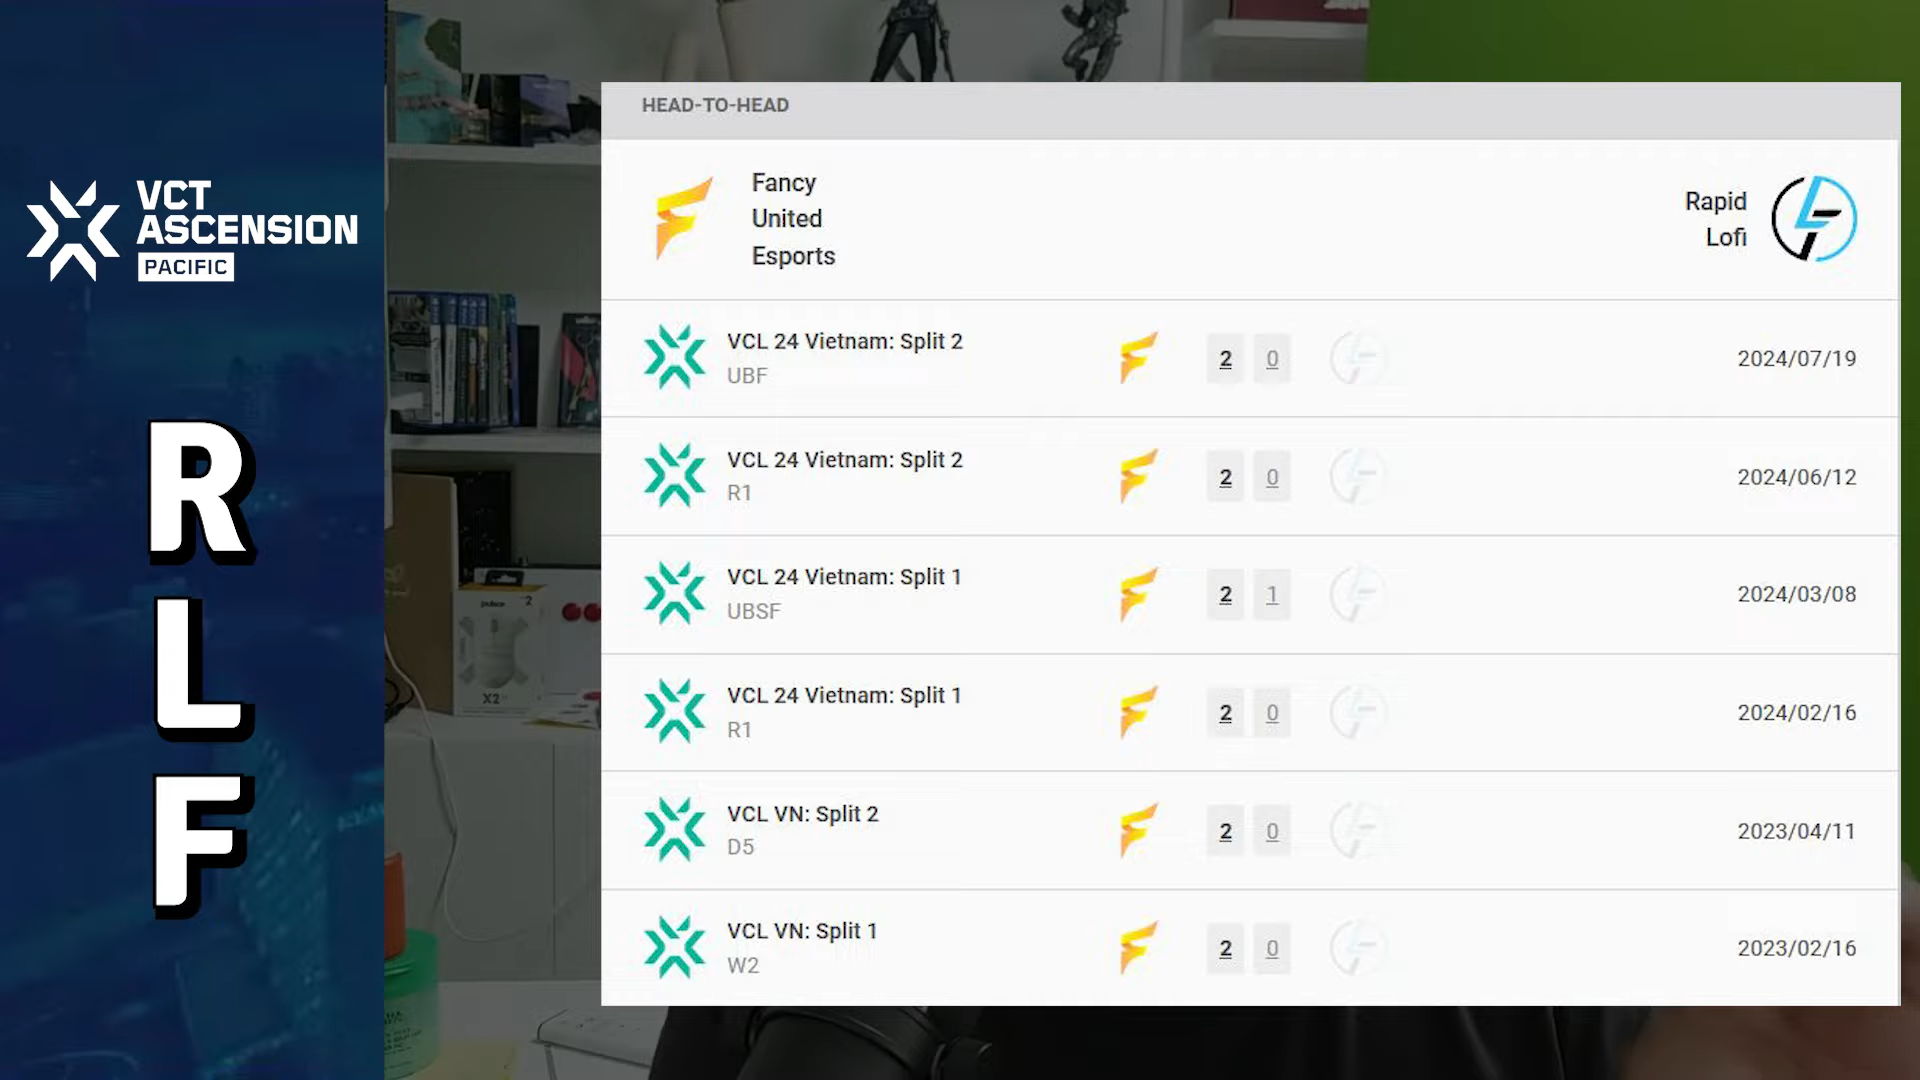 VCT
ASCENSION
PACIFIC
R
L
F
HEAD-TO-HEAD
Fancy
United
Esports
Rapid
Lofi
VCL 24 Vietnam: Split 2
UBF
2 0
2024/07/19
VCL 24 Vietnam: Split 2
R1
2 0
2024/06/12
VCL 24 Vietnam: Split 1
UBSF
2 1
2024/03/08
VCL 24 Vietnam: Split 1
R1
2 0
2024/02/16
VCL VN: Split 2
D5
2 0
2023/04/11
VCL VN: Split 1
W2
2 0
2023/02/16
pulsar
2
X2